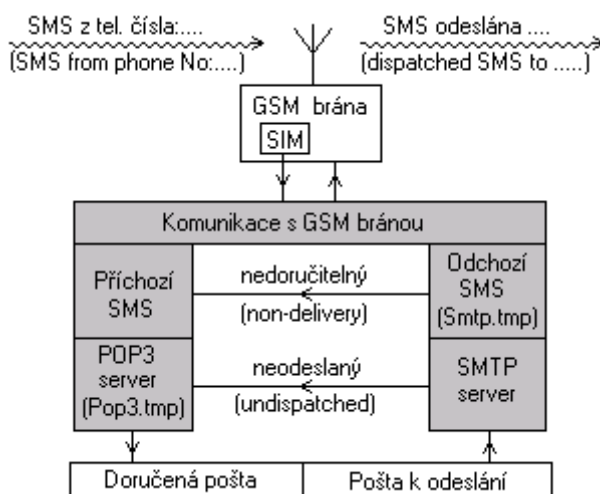 SMS z tel. čísla:....
(SMS from phone No:....)
SMS odeslána ....
(dispatched SMS to .....)
GSM brána
SIM
Komunikace s GSM bránou
Příchozí
SMS
nedoručitelný
(non-delivery)
Odchozí
SMS
(Smtp.tmp)
POP3
server
(Pop3.tmp)
neodeslaný
(undispatched)
SMTP
server
Doručená pošta
Pošta k odeslání